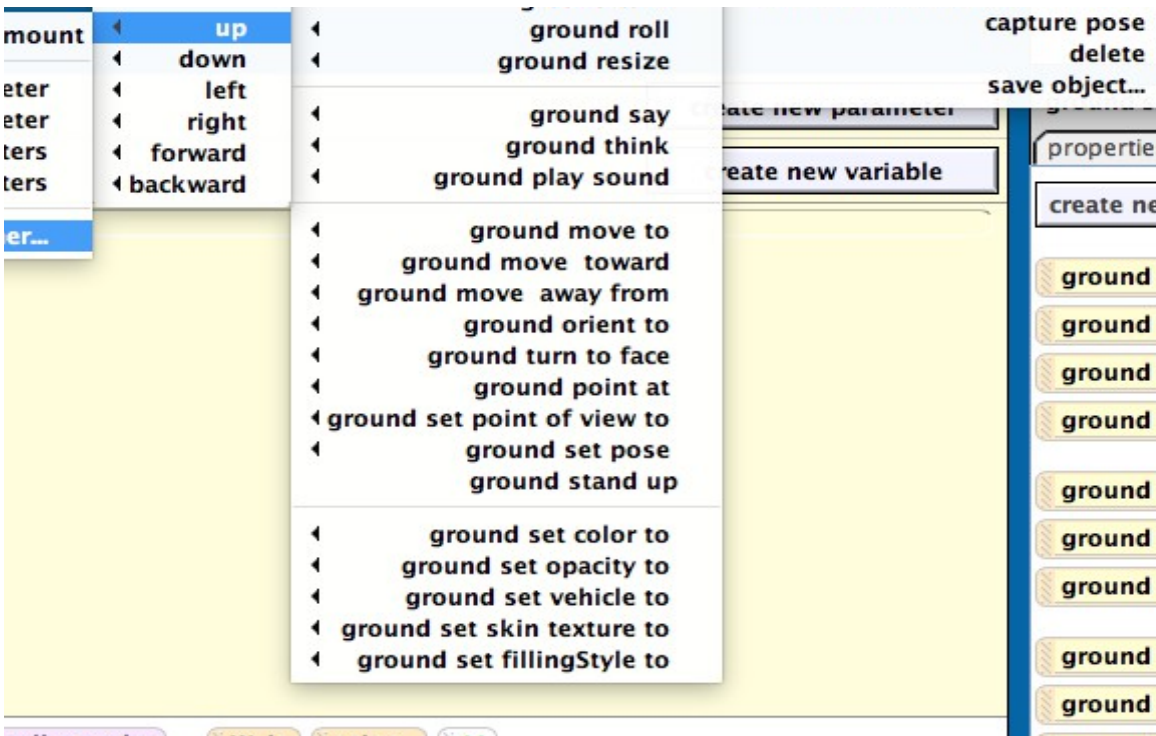 mount
eter
eter
ters
ters
er...
up
down
left
right
forward
backward
ground roll
ground resize
ground say
ground think
ground play sound
ground move to
ground move  toward
ground move  away from
ground orient to
ground turn to face
ground point at
ground set point of view to
ground set pose
ground stand up
ground set color to
ground set opacity to
ground set vehicle to
ground set skin texture to
ground set fillingStyle to
eate new parameter
reate new variable
capture pose
delete
save object...
propertie
create ne
ground
ground
ground
ground
ground
ground
ground
ground
ground